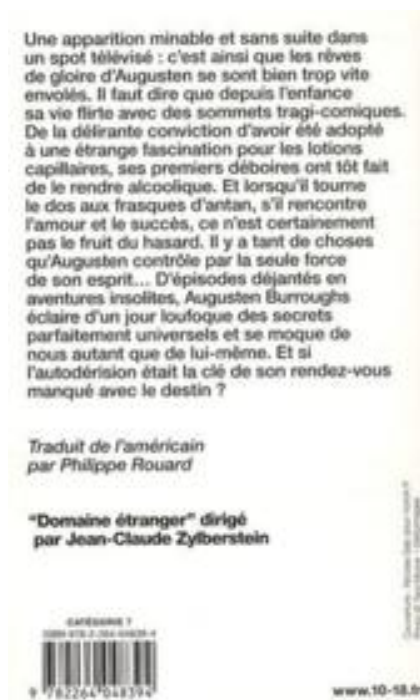 Une apparition minable et sans suite dans
un spot télévisé : c'est ainsi que les rêves
de gloire d'Augusten se sont bien trop vite
envolés. Il faut dire que depuis l'enfance
sa vie flirte avec des sommets tragi-comiques.
De la délirante conviction d'avoir été adopté
à une étrange fascination pour les lotions
capillaires, ses premiers déboires ont tôt fait
de le rendre alcoolique. Et lorsqu'il tourne
le dos aux frasques d'antan, s'il rencontre
l'amour et le succès, ce n'est certainement
pas le fruit du hasard. Il y a tant de choses
qu'Augusten contrôle par la seule force
de son esprit... D'épisodes déjantés en
aventures insolites, Augusten Burroughs
éclaire d'un jour loufoque des secrets
parfaitement universels et se moque de
nous autant que de lui-même. Et si
l'autodérision était la clé de son rendez-vous
manqué avec le destin ?
Traduit de l'américain
par Philippe Rouard
"Domaine étranger" dirigé
par Jean-Claude Zylberstein
CATÉGORIE 7
ISBN 978-2-264-04839-4
9 782264 048394
www.10-18.fr